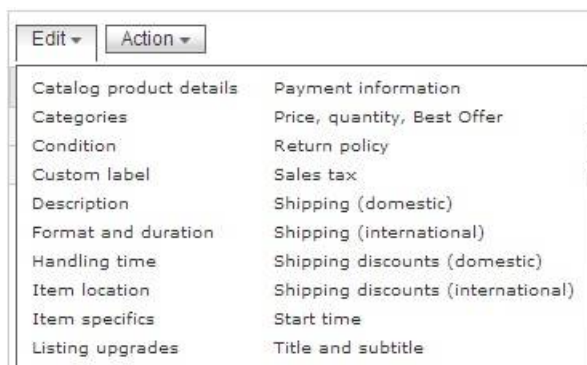 Edit Action
Catalog product details Payment information
Categories Price, quantity, Best Offer
Condition Return policy
Custom label Sales tax
Description Shipping (domestic)
Format and duration Shipping (international)
Handling time Shipping discounts (domestic)
Item location Shipping discounts (international)
Item specifics Start time
Listing upgrades Title and subtitle